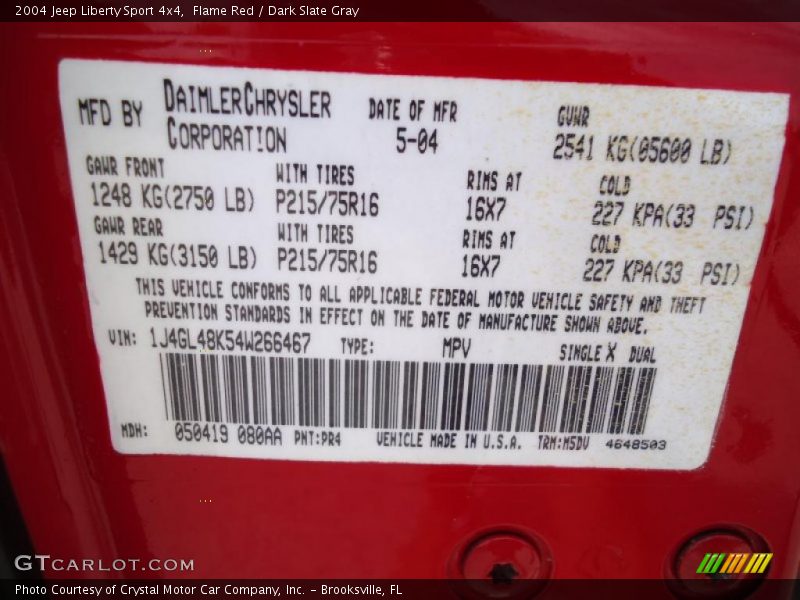 2004 Jeep Liberty Sport 4x4, Flame Red / Dark Slate Gray
MFD BY DAIMLERCHRYSLER CORPORATION DATE OF MFR 5-04 GVWR 2541 KG(05600 LB)
GAWR FRONT WITH TIRES RIMS AT COLD
1248 KG(2750 LB) P215/75R16 16X7 227 KPA(33 PSI)
GAWR REAR WITH TIRES RIMS AT COLD
1429 KG(3150 LB) P215/75R16 16X7 227 KPA(33 PSI)
THIS VEHICLE CONFORMS TO ALL APPLICABLE FEDERAL MOTOR VEHICLE SAFETY AND THEFT
PREVENTION STANDARDS IN EFFECT ON THE DATE OF MANUFACTURE SHOWN ABOVE.
VIN: 1J4GL48K54W266467 TYPE: MPV SINGLE X DUAL
MDH: 050419 080AA PNT:PR4 VEHICLE MADE IN U.S.A. TRM:MSDV 4648503
GTCARLOT.COM
Photo Courtesy of Crystal Motor Car Company, Inc. – Brooksville, FL